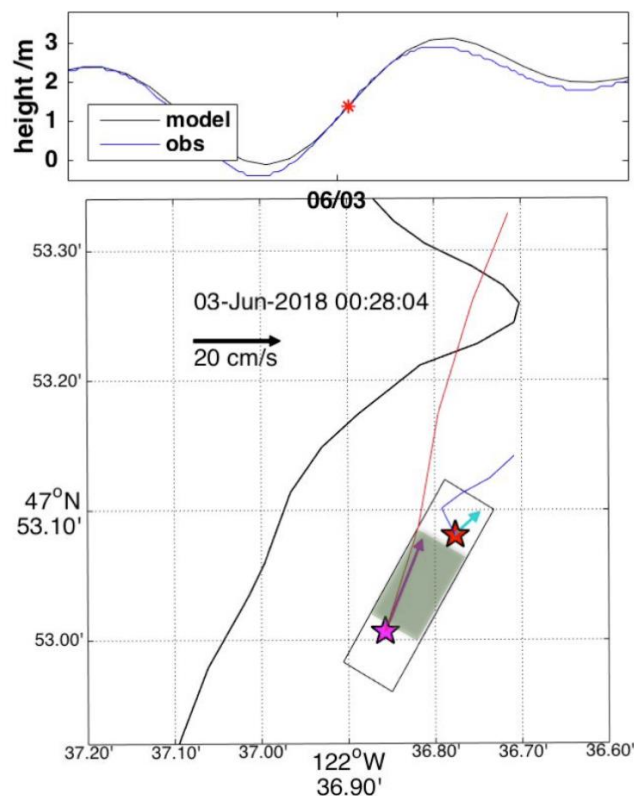 height /m
3
2
1
0
model
obs
06/03
03-Jun-2018 00:28:04
20 cm/s
53.30'
53.20'
47°N
53.10'
53.00'
37.20' 37.10' 37.00' 36.80' 36.70' 36.60'
122°W
36.90'